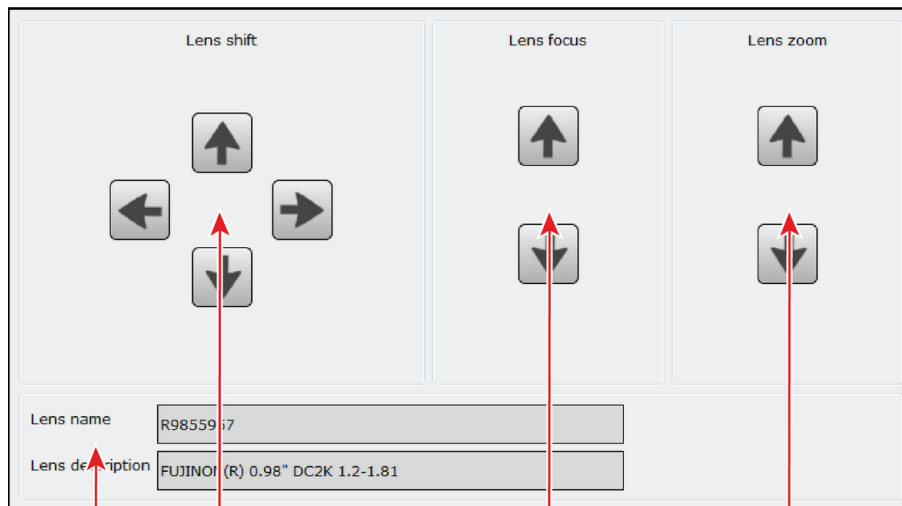 Lens shift
Lens focus
Lens zoom
Lens name
Lens description
FUJINON(R) 0.98" DC2K 1.2-1.81